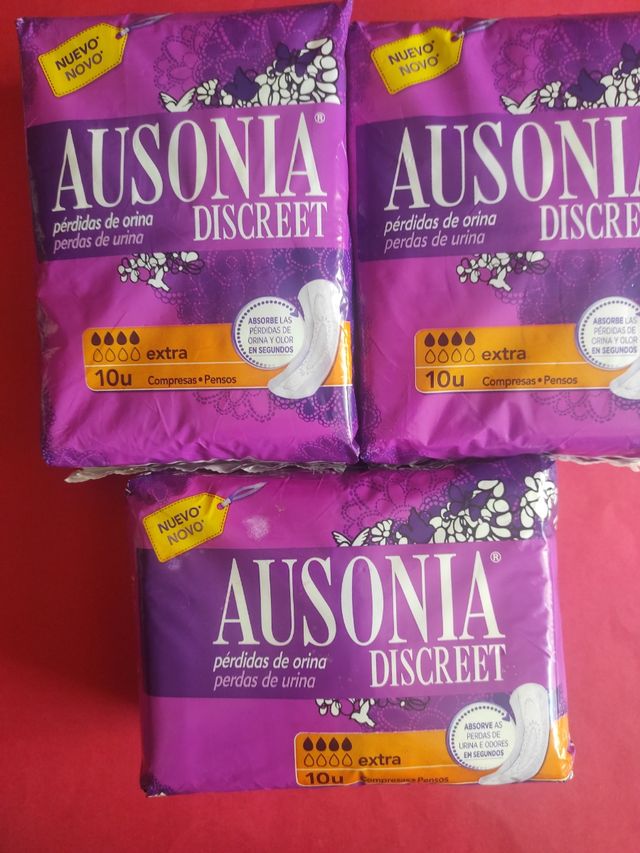 NUEVO*
NOVO*
AUSONIA®
pérdidas de orina
perdas de urina
DISCREET
ABSORBE LAS
PÉRDIDAS DE
ORINA Y OLOR
EN SEGUNDOS
extra
10u
Compresas • Pensos
NUEVO*
NOVO*
AUSONIA
pérdidas de orina
perdas de urina
DISCREE
ABSORBE LAS
PÉRDIDAS DE
ORINA Y OLOR
EN SEGUNDOS
extra
10u
Compresas • Pensos
NUEVO*
NOVO*
AUSONIA®
pérdidas de orina
perdas de urina
DISCREET
ABSORVE AS
PERDAS DE
URINA E ODORES
EM SEGUNDOS
extra
10u
Compresas • Pensos